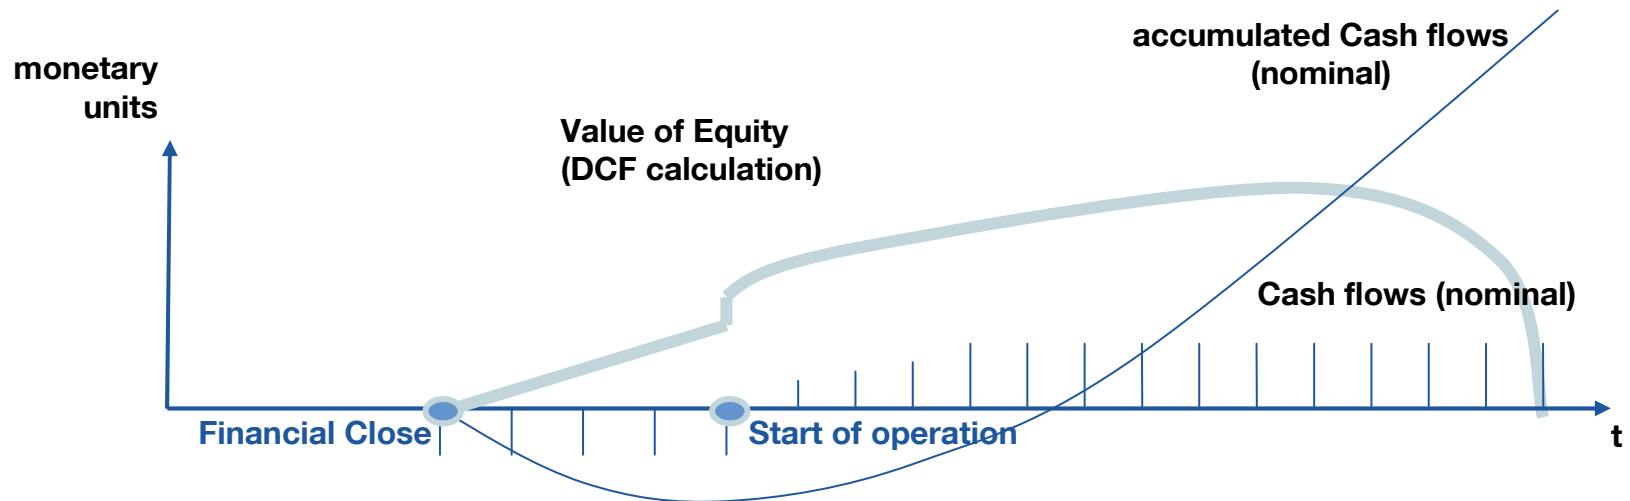 accumulated Cash flows
(nominal)
monetary
units
Value of Equity
(DCF calculation)
Cash flows (nominal)
Financial Close
Start of operation
t